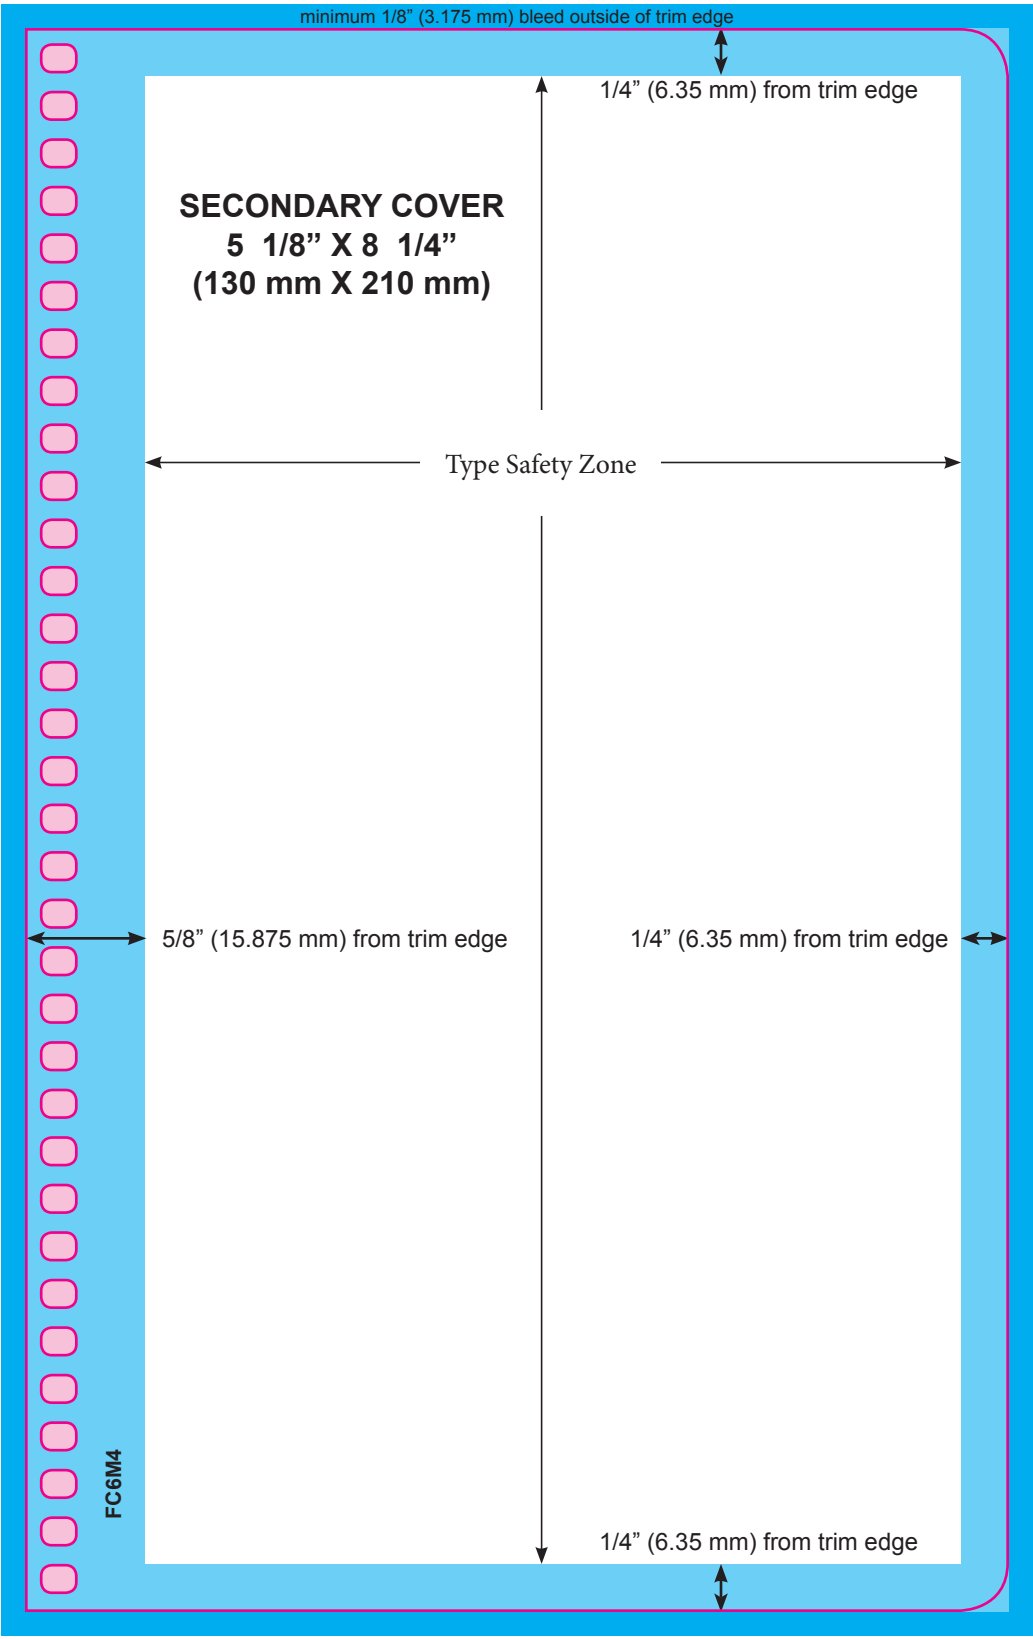 minimum 1/8” (3.175 mm) bleed outside of trim edge
1/4” (6.35 mm) from trim edge
SECONDARY COVER
5 1/8” X 8 1/4”
(130 mm X 210 mm)
Type Safety Zone
5/8” (15.875 mm) from trim edge
1/4” (6.35 mm) from trim edge
FC6M4
1/4” (6.35 mm) from trim edge